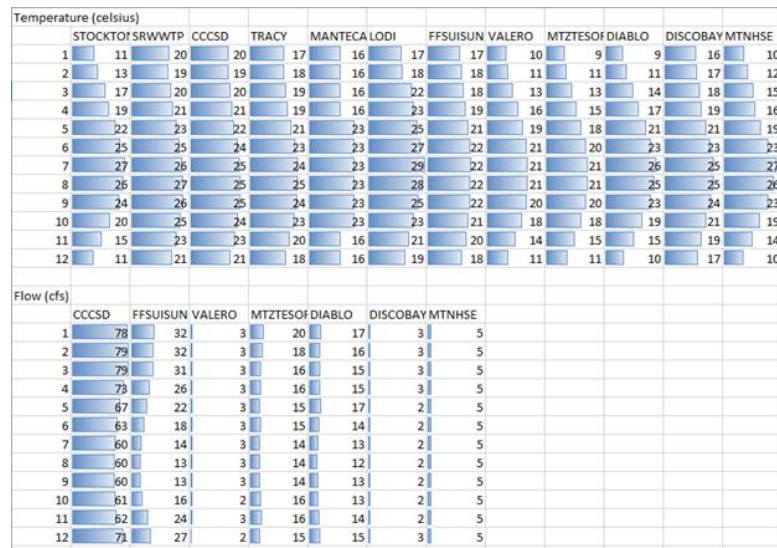 Temperature (celsius)
STOCKTON SRWWTP CCCSD TRACY MANTECA LODI FFSUISUN VALERO MTZTESOF DIABLO DISCOBAY MTNHSE
1 11 20 20 17 16 17 17 10 9 9 16 10
2 13 19 19 18 16 18 18 11 11 11 17 12
3 17 20 20 19 16 22 18 13 13 14 18 15
4 19 21 21 19 16 23 19 16 15 17 19 19
5 22 23 22 21 23 25 21 19 18 21 21 19
6 25 25 24 23 23 27 22 21 20 23 23 23
7 27 26 25 24 23 29 22 21 21 26 25 27
8 26 27 25 25 23 28 22 21 21 25 25 26
9 24 26 25 24 23 23 22 20 20 23 24 23
10 20 25 24 23 23 23 21 18 18 19 21 19
11 15 23 23 20 16 21 20 14 15 15 19 14
12 11 21 21 18 16 19 18 11 11 10 17 10
Flow (cfs)
CCCSD FFSUISUN VALERO MTZTESOF DIABLO DISCOBAY MTNHSE
1 78 32 3 20 17 3 5
2 79 32 3 18 16 3 5
3 79 31 3 16 15 3 5
4 73 26 3 16 15 3 5
5 67 22 3 15 17 2 5
6 63 18 3 15 14 2 5
7 60 14 3 14 13 2 5
8 60 13 3 14 12 2 5
9 60 13 3 14 13 2 5
10 61 16 2 16 13 2 5
11 62 24 3 16 14 2 5
12 71 27 2 15 15 3 5